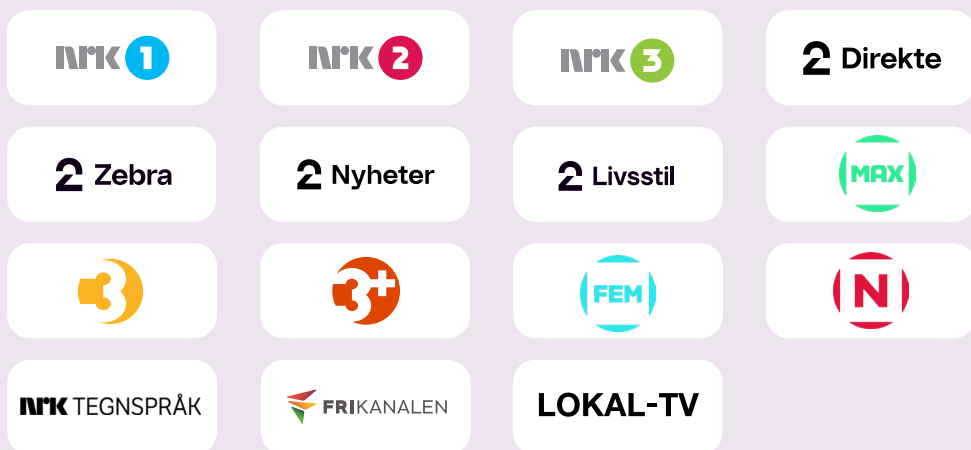 nrk 1
nrk 2
nrk 3
2 Direkte
2 Zebra
2 Nyheter
2 Livsstil
MAX
3
3+
FEM
N
nrk TEGNSPRÅK
FRIKANALEN
LOKAL-TV